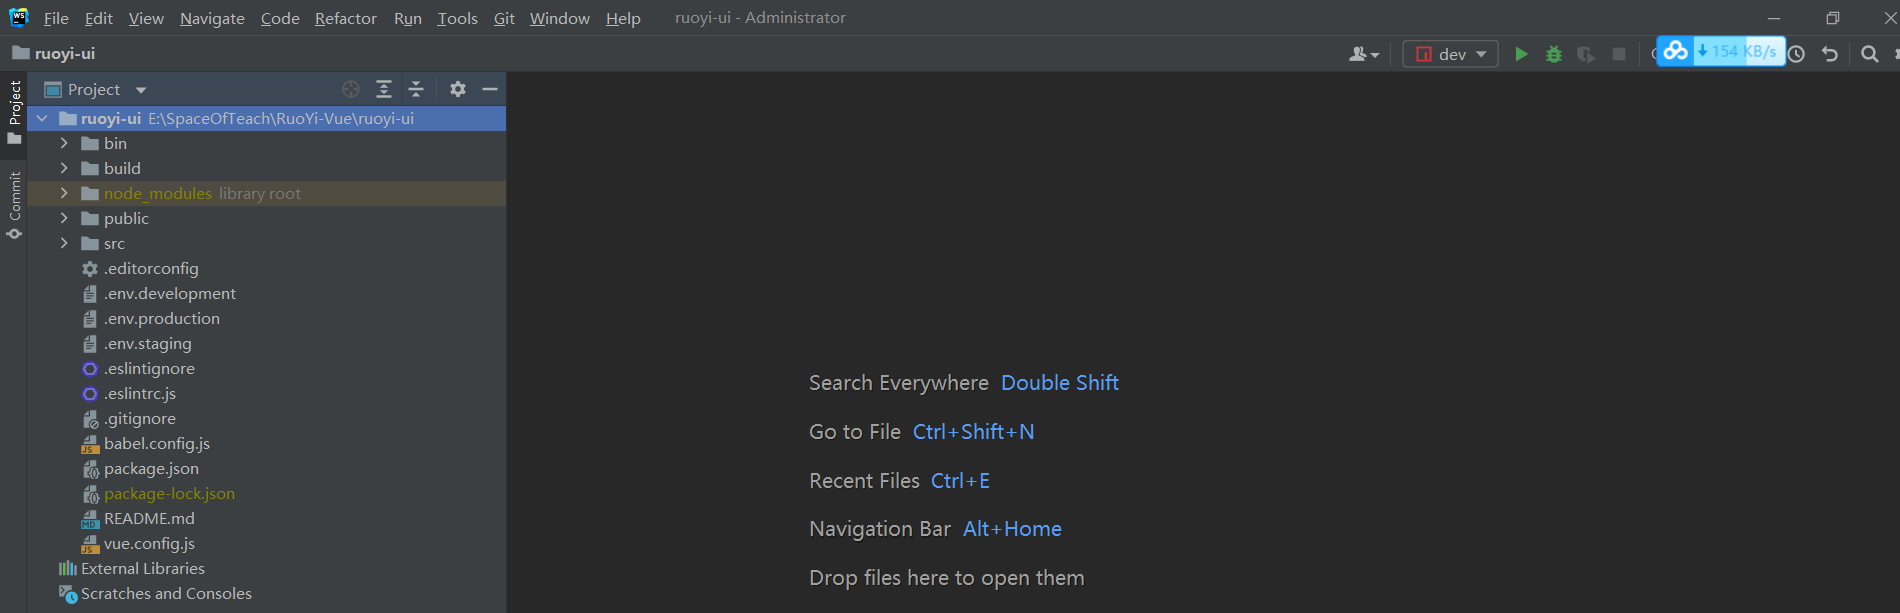 WS File Edit View Navigate Code Refactor Run Tools Git Window Help ruoyi-ui - Administrator
ruoyi-ui
dev
154 KB/s
Project
Project
Commit
ruoyi-ui E:\SpaceOfTeach\RuoYi-Vue\ruoyi-ui
bin
build
node_modules library root
public
src
.editorconfig
.env.development
.env.production
.env.staging
.eslintignore
.eslintrc.js
.gitignore
babel.config.js
package.json
package-lock.json
README.md
vue.config.js
External Libraries
Scratches and Consoles
Search Everywhere Double Shift
Go to File Ctrl+Shift+N
Recent Files Ctrl+E
Navigation Bar Alt+Home
Drop files here to open them